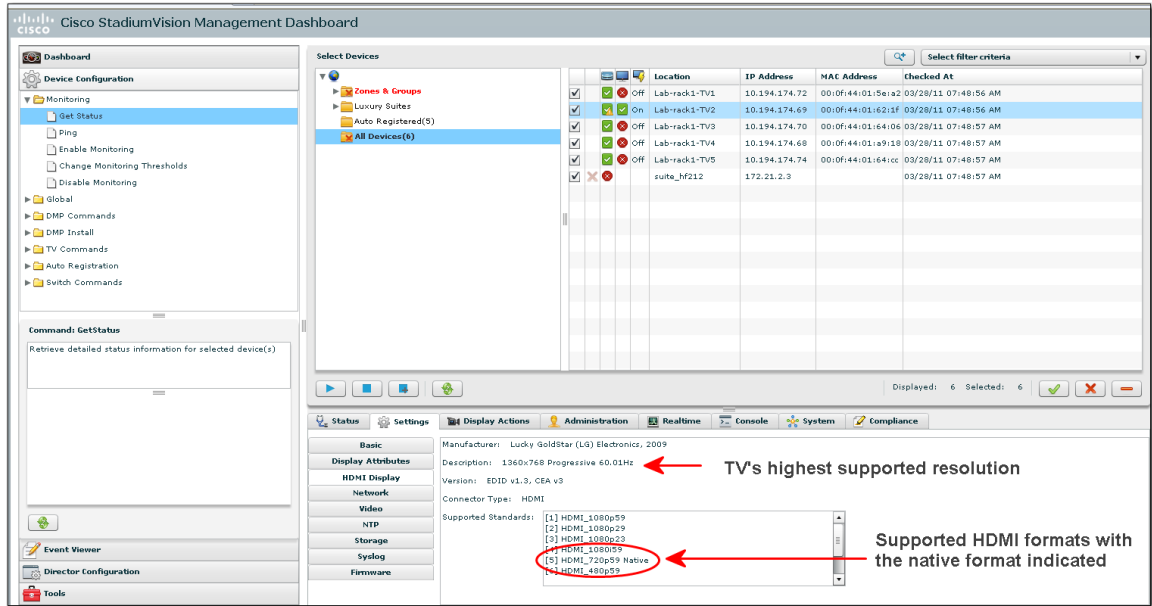 CISCO
Cisco StadiumVision Management Dashboard
Dashboard
Device Configuration
Monitoring
Get Status
Ping
Enable Monitoring
Change Monitoring Thresholds
Disable Monitoring
Global
DMP Commands
DMP Install
TV Commands
Auto Registration
Switch Commands
Command: GetStatus
Retrieve detailed status information for selected device(s)
Event Viewer
Director Configuration
Tools
Select Devices
Select filter criteria
Zones & Groups
Luxury Suites
Auto Registered(5)
All Devices(6)
Location IP Address MAC Address Checked At
Off Lab-rack1-TV1 10.194.174.72 00:0f:44:01:5e:a2 03/28/11 07:48:56 AM
On Lab-rack1-TV2 10.194.174.69 00:0f:44:01:62:1f 03/28/11 07:48:56 AM
Off Lab-rack1-TV3 10.194.174.70 00:0f:44:01:64:06 03/28/11 07:48:57 AM
Off Lab-rack1-TV4 10.194.174.68 00:0f:44:01:a9:18 03/28/11 07:48:57 AM
Off Lab-rack1-TV5 10.194.174.74 00:0f:44:01:64:cc 03/28/11 07:48:57 AM
suite_hf212 172.21.2.3 03/28/11 07:48:57 AM
Displayed: 6 Selected: 6
Status Settings Display Actions Administration Realtime Console System Compliance
Basic
Display Attributes
HDMI Display
Network
Video
NTP
Storage
Syslog
Firmware
Manufacturer: Lucky GoldStar (LG) Electronics, 2009
Description: 1360x768 Progressive 60.01Hz
Version: EDID v1.3, CEA v3
Connector Type: HDMI
Supported Standards:
[1] HDMI_1080p59
[2] HDMI_1080p29
[3] HDMI_1080p23
[4] HDMI_1080i59
[5] HDMI_720p59 Native
[6] HDMI_480p59
TV's highest supported resolution
Supported HDMI formats with
the native format indicated